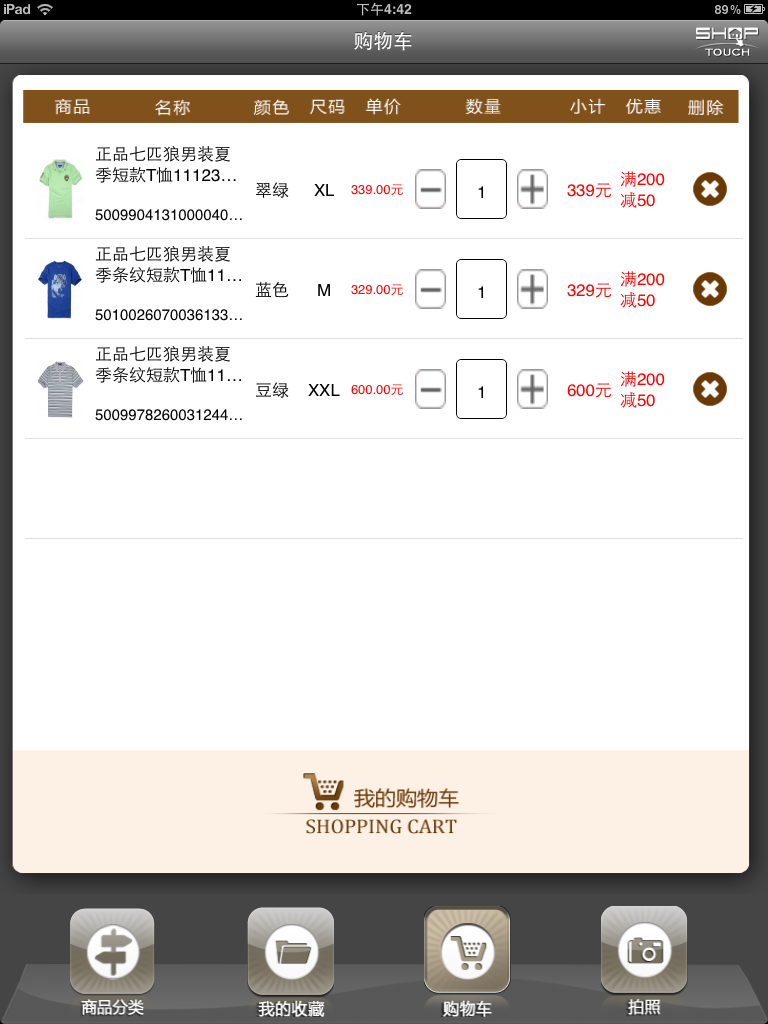 iPad 下午4:42 89%
购物车
SHOP
TOUCH
商品 名称 颜色 尺码 单价 数量 小计 优惠 删除
正品七匹狼男装夏
季短款T恤11123...
5009904131000040...
翠绿 XL 339.00元 1 339元 满200
减50
正品七匹狼男装夏
季条纹短款T恤11...
5010026070036133...
蓝色 M 329.00元 1 329元 满200
减50
正品七匹狼男装夏
季条纹短款T恤11...
5009978260031244...
豆绿 XXL 600.00元 1 600元 满200
减50
我的购物车
SHOPPING CART
商品分类 我的收藏 购物车 拍照